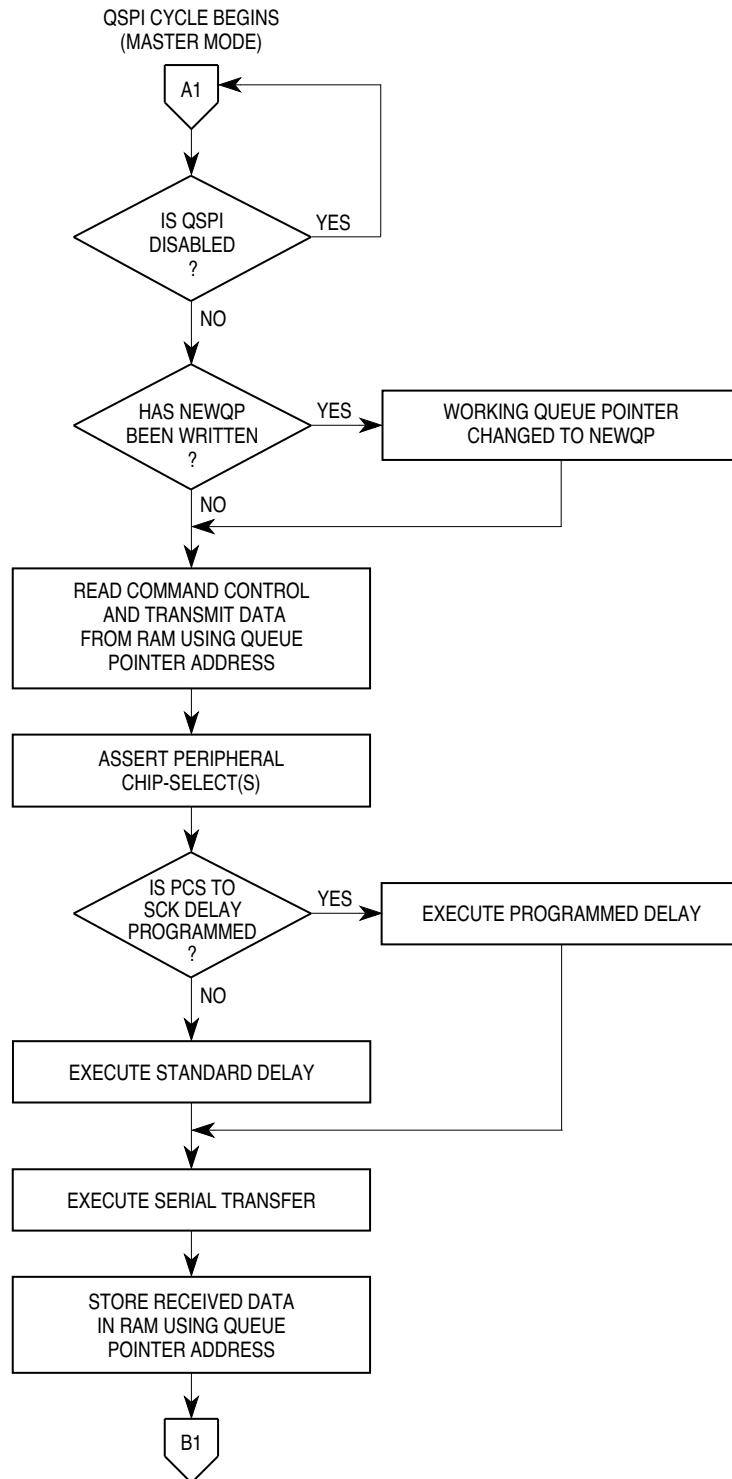 QSPI CYCLE BEGINS
(MASTER MODE)
A1
IS QSPI
DISABLED
?
YES
NO
HAS NEWQP
BEEN WRITTEN
?
YES
WORKING QUEUE POINTER
CHANGED TO NEWQP
NO
READ COMMAND CONTROL
AND TRANSMIT DATA
FROM RAM USING QUEUE
POINTER ADDRESS
ASSERT PERIPHERAL
CHIP-SELECT(S)
IS PCS TO
SCK DELAY
PROGRAMMED
?
YES
EXECUTE PROGRAMMED DELAY
NO
EXECUTE STANDARD DELAY
EXECUTE SERIAL TRANSFER
STORE RECEIVED DATA
IN RAM USING QUEUE
POINTER ADDRESS
B1